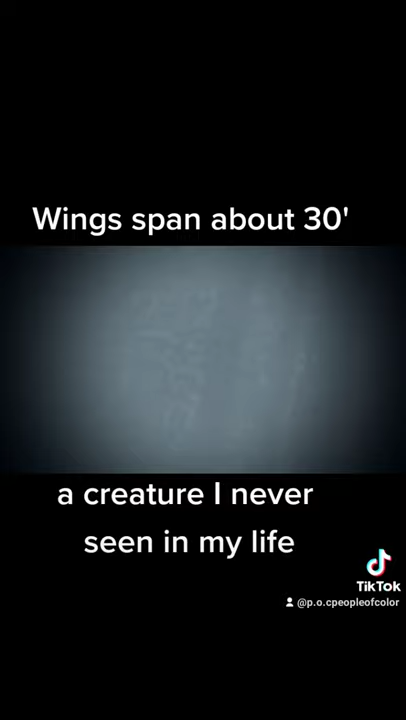 Wings span about 30'
a creature I never
seen in my life
TikTok
@p.o.cpeopleofcolor